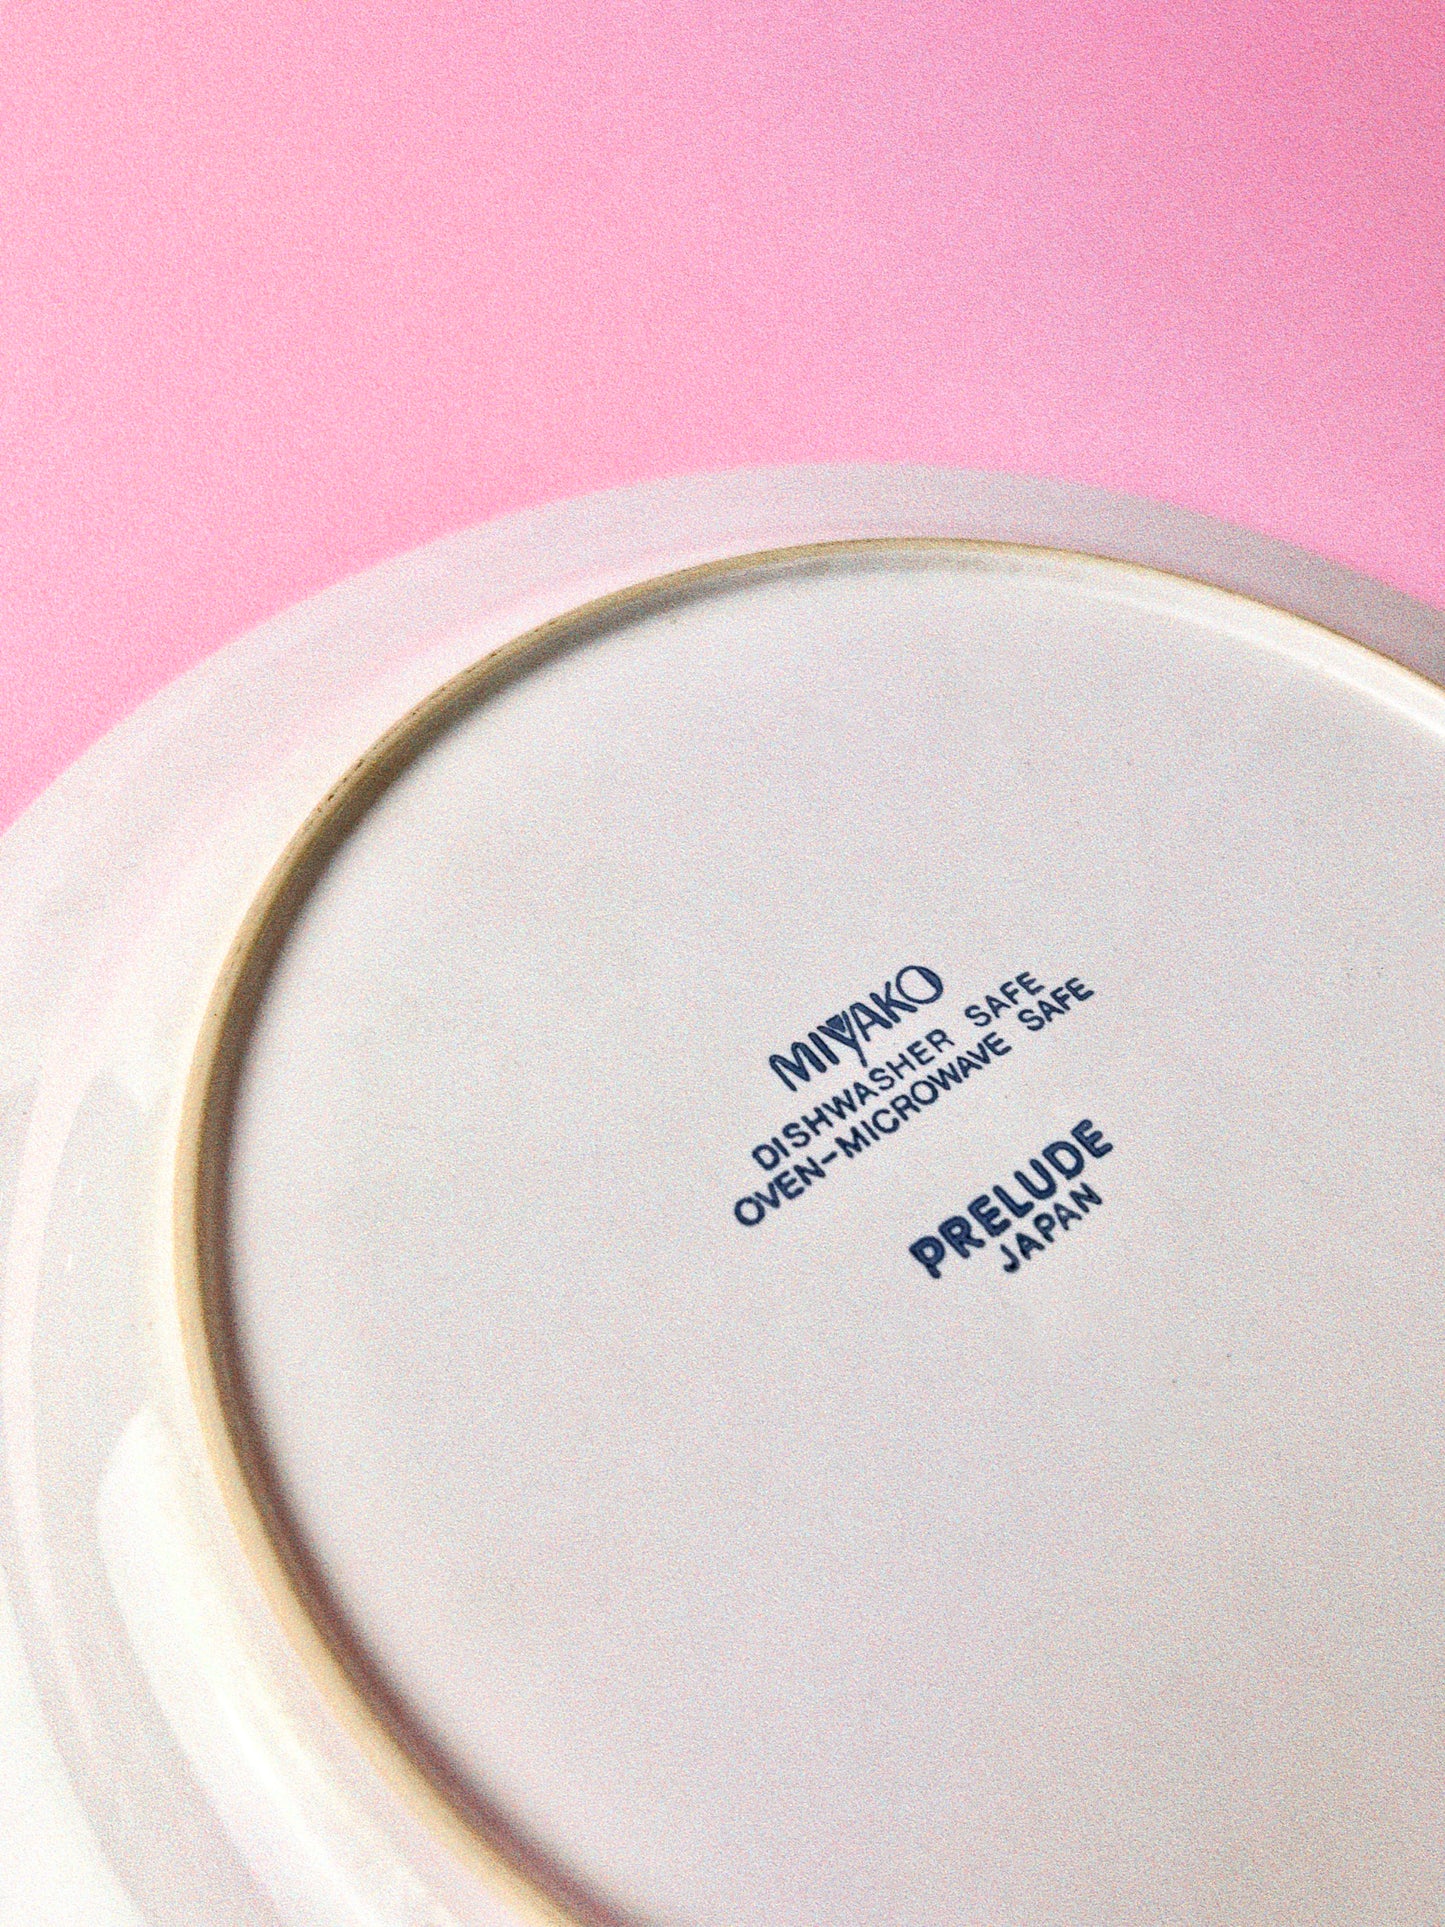 MIYAKO
DISHWASHER SAFE
OVEN-MICROWAVE SAFE
PRELUDE
JAPAN